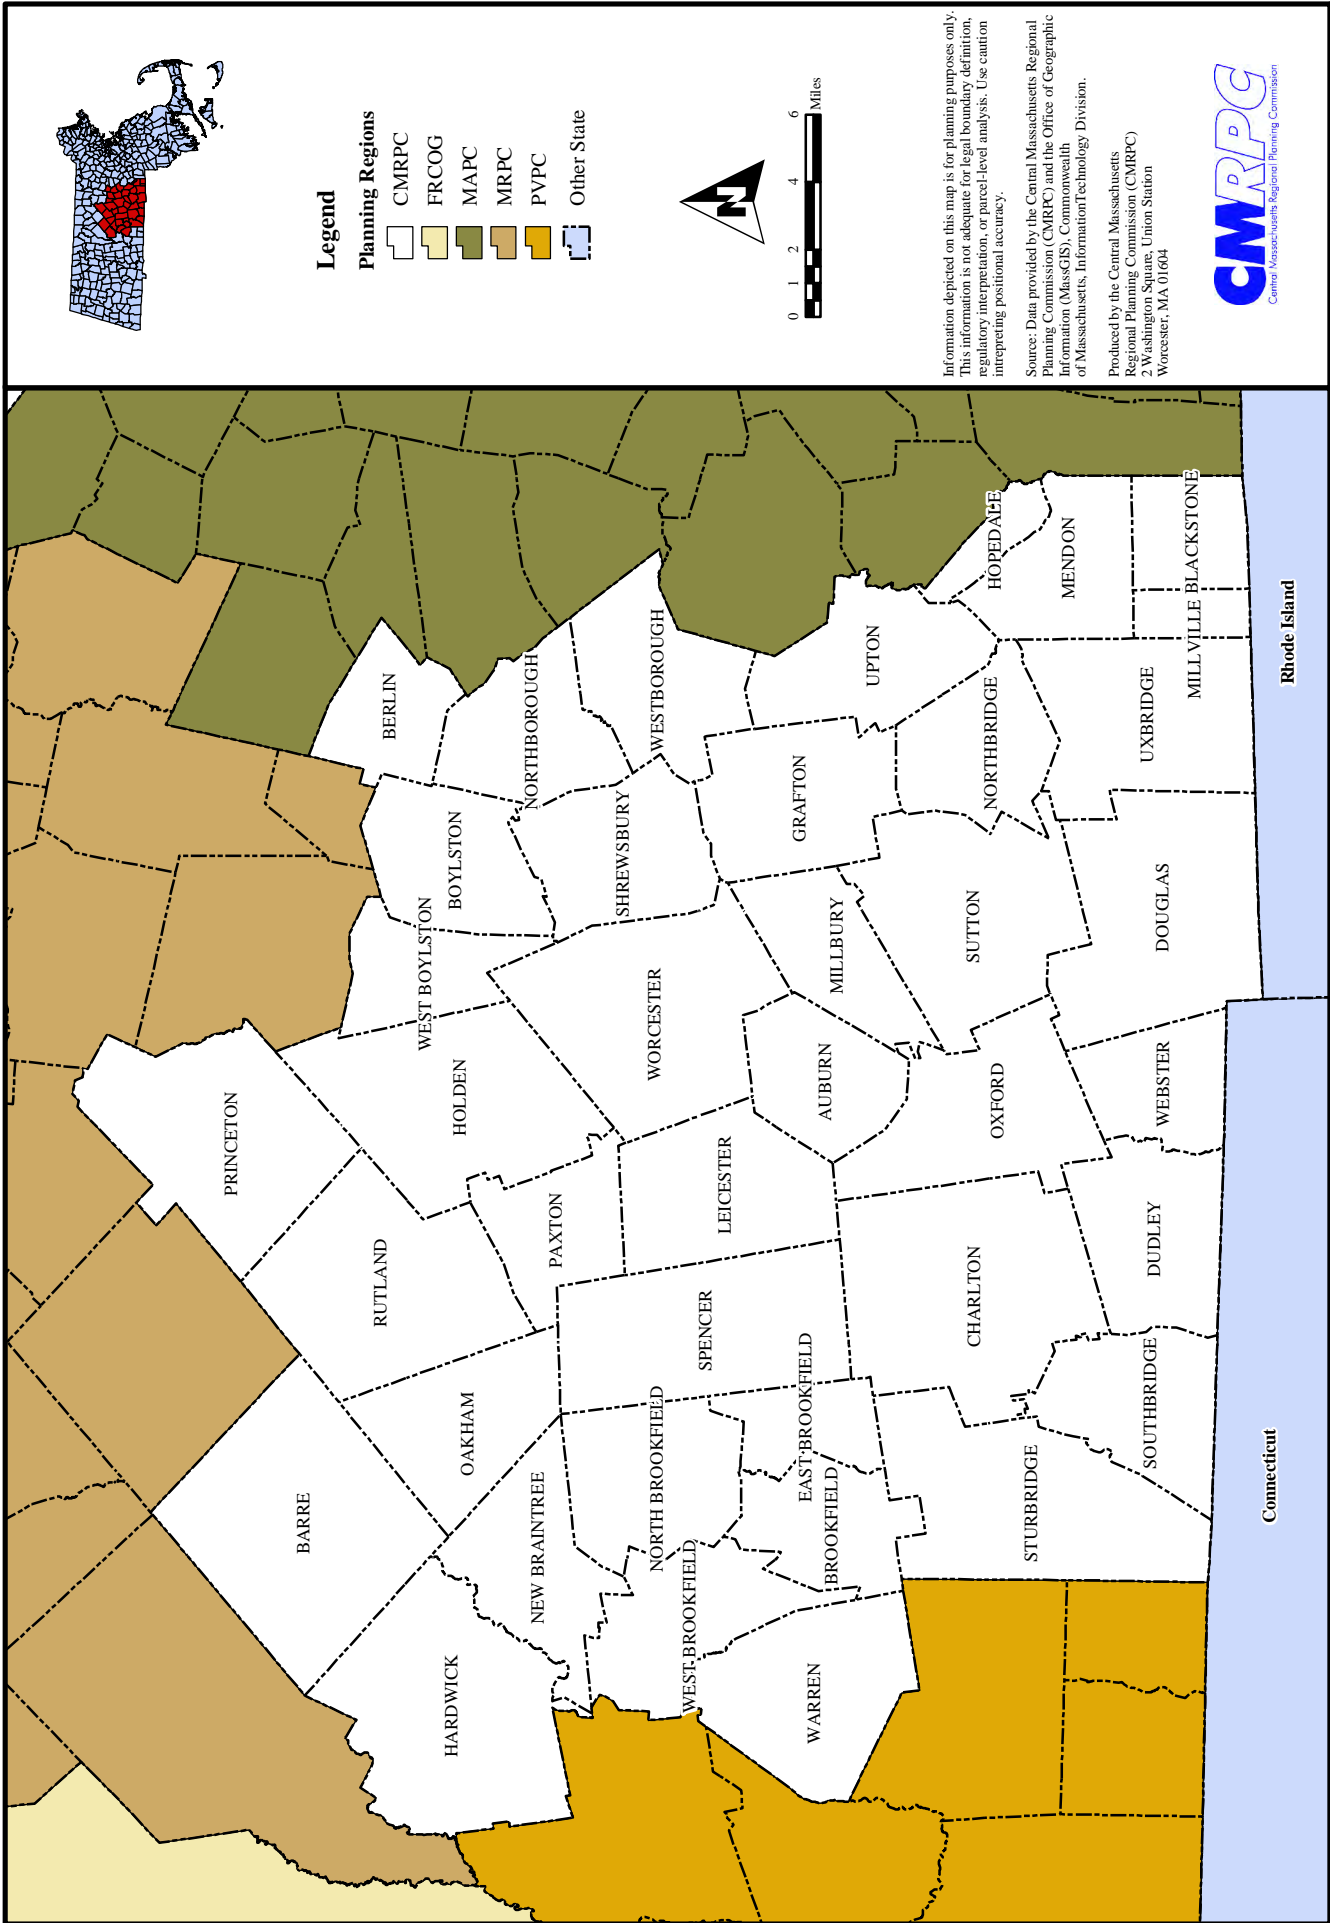 PRINCETON
BARRE
RUTLAND
HOLDEN
WEST BOYLSTON
BOYLSTON
BERLIN
HARDWICK
OAKHAM
NEW BRAINTREE
PAXTON
NORTHBOROUGH
SHREWSBURY
WESTBOROUGH
WORCESTER
NORTH BROOKFIELD
WEST BROOKFIELD
SPENCER
LEICESTER
EAST BROOKFIELD
BROOKFIELD
WARREN
AUBURN
MILLBURY
GRAFTON
UPTON
CHARLTON
OXFORD
SUTTON
NORTHBRIDGE
HOPEDALE
MENDON
STURBRIDGE
SOUTHBRIDGE
DUDLEY
WEBSTER
DOUGLAS
UXBRIDGE
MILLVILLE
BLACKSTONE
Connecticut
Rhode Island
Legend
Planning Regions
CMRPC
FRCOG
MAPC
MRPC
PVPC
Other State
N
0 1 2 4 6
Miles
Information depicted on this map is for planning purposes only.
This information is not adequate for legal boundary definition,
regulatory interpretation, or parcel-level analysis. Use caution
intrepreting positional accuracy.
Source: Data provided by the Central Massachusetts Regional
Planning Commission (CMRPC) and the Office of Geographic
Information (MassGIS), Commonwealth
of Massachusetts, InformationTechnology Division.
Produced by the Central Massachusetts
Regional Planning Commission (CMRPC)
2 Washington Square, Union Station
Worcester, MA 01604
CMRPC
Central Massachusetts Regional Planning Commission